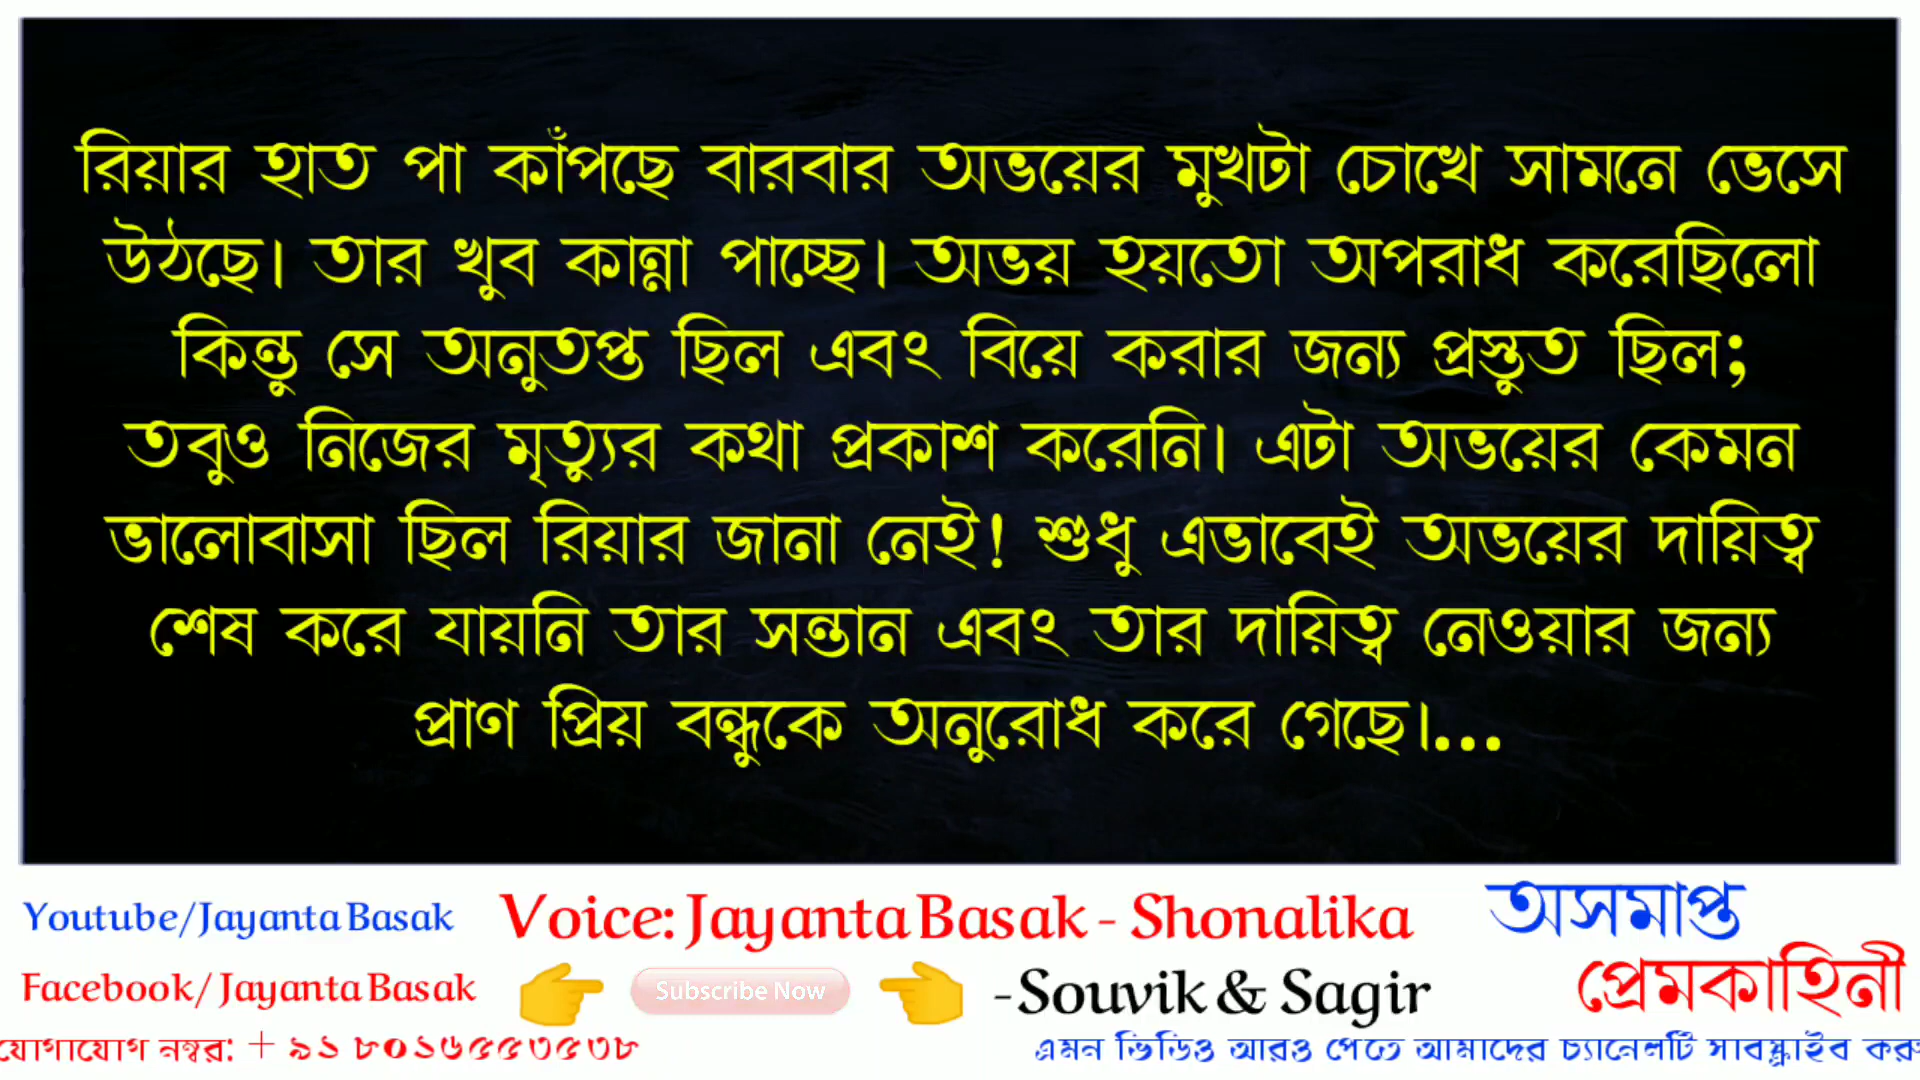 রিয়ার হাত পা কাঁপছে বারবার অভয়ের মুখটা চোখে সামনে ভেসে
উঠছে। তার খুব কান্না পাচ্ছে। অভয় হয়তো অপরাধ করেছিলো
কিন্তু সে অনুতপ্ত ছিল এবং বিয়ে করার জন্য প্রস্তুত ছিল;
তবুও নিজের মৃত্যুর কথা প্রকাশ করেনি। এটা অভয়ের কেমন
ভালোবাসা ছিল রিয়ার জানা নেই! শুধু এভাবেই অভয়ের দায়িত্ব
শেষ করে যায়নি তার সন্তান এবং তার দায়িত্ব নেওয়ার জন্য
প্রাণ প্রিয় বন্ধুকে অনুরোধ করে গেছে।...
Youtube/Jayanta Basak
Voice: Jayanta Basak - Shonalika
অসমাপ্ত
প্রেমকাহিনী
Facebook/ Jayanta Basak
Subscribe Now
-Souvik & Sagir
যোগাযোগ নম্বর: + ৯১ ৮০১৬৫৫৩৫৩৮
এমন ভিডিও আরও পেতে আমাদের চ্যানেলটি সাবস্ক্রাইব